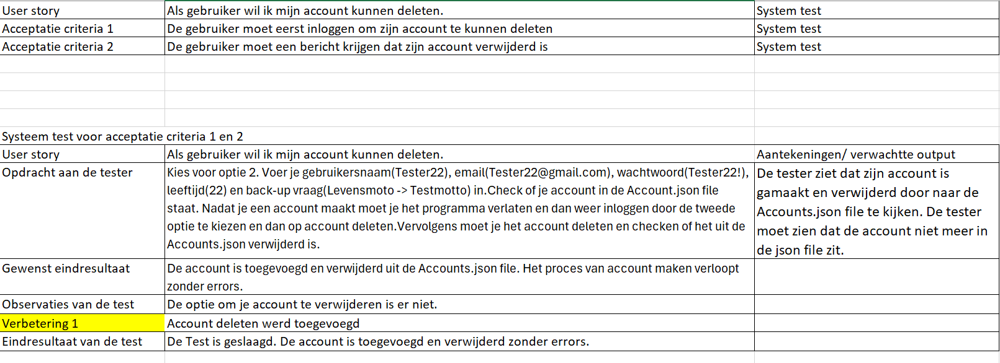 User story Als gebruiker wil ik mijn account kunnen deleten. System test
Acceptatie criteria 1 De gebruiker moet eerst inloggen om zijn account te kunnen deleten System test
Acceptatie criteria 2 De gebruiker moet een bericht krijgen dat zijn account verwijderd is System test
Systeem test voor acceptatie criteria 1 en 2
User story Als gebruiker wil ik mijn account kunnen deleten. Aantekeningen/ verwachtte output
Opdracht aan de tester
Kies voor optie 2. Voer je gebruikersnaam(Tester22), email(Tester22@gmail.com), wachtwoord(Tester22!),
leeftijd(22) en back-up vraag(Levensmoto -> Testmotto) in.Check of je account in de Account.json file
staat. Nadat je een account maakt moet je het programma verlaten en dan weer inloggen door de tweede
optie te kiezen en dan op account deleten.Vervolgens moet je het account deleten en checken of het uit de
Accounts.json verwijderd is.
De tester ziet dat zijn account is
gamaakt en verwijderd door naar de
Accounts.json file te kijken. De tester
moet zien dat de account niet meer in
de json file zit.
Gewenst eindresultaat De account is toegevoegd en verwijderd uit de Accounts.json file. Het proces van account maken verloopt
zonder errors.
Observaties van de test De optie om je account te verwijderen is er niet.
Verbetering 1 Account deleten werd toegevoegd
Eindresultaat van de test De Test is geslaagd. De account is toegevoegd en verwijderd zonder errors.